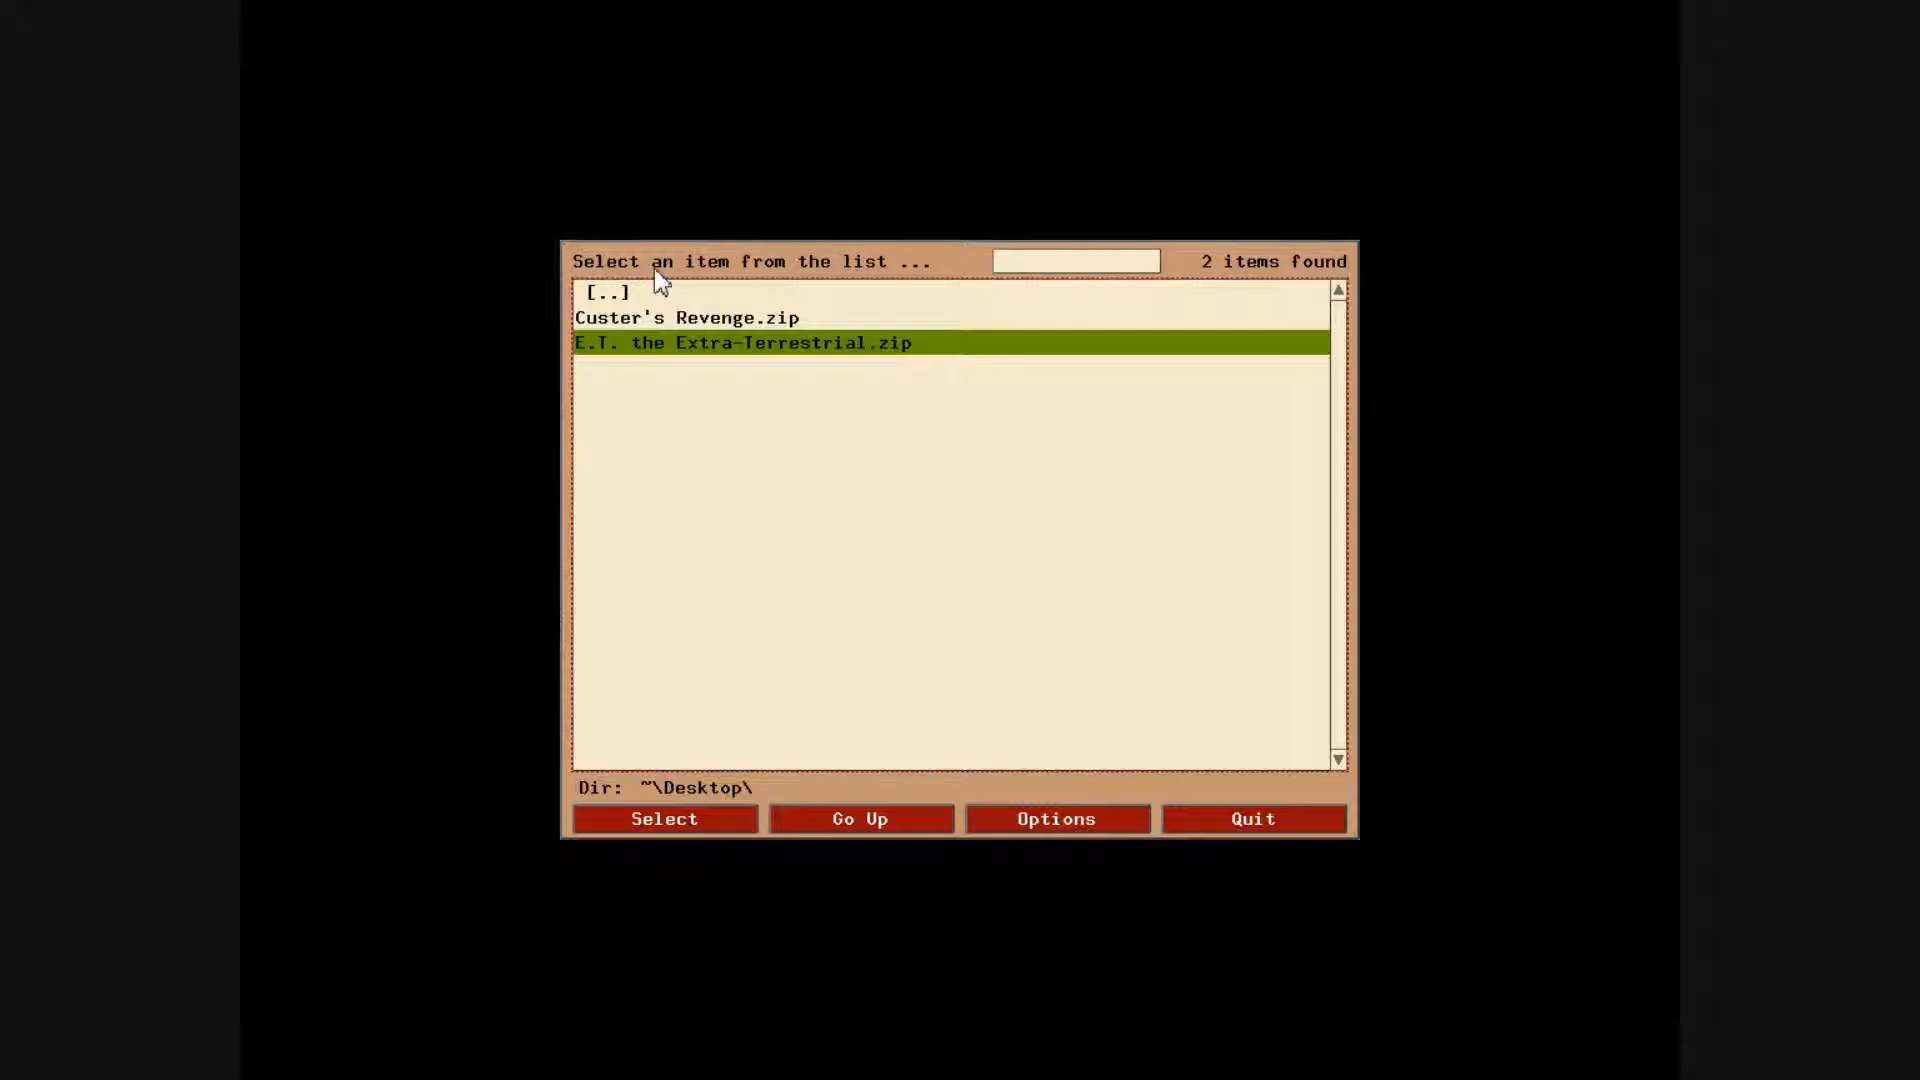 Select an item from the list ... 2 items found
[..]
Custer's Revenge.zip
E.T. the Extra-Terrestrial.zip
Dir: ~\Desktop\
Select Go Up Options Quit